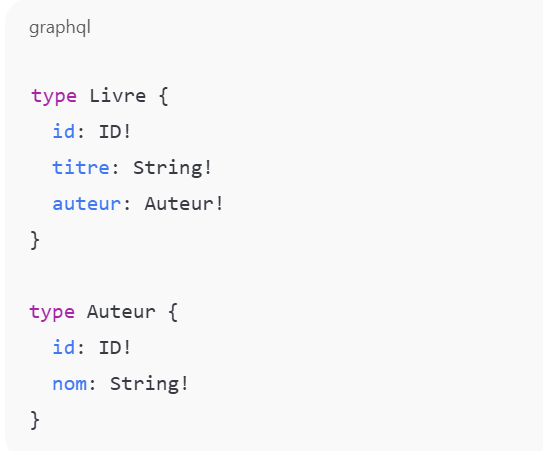 graphql
type Livre {
  id: ID!
  titre: String!
  auteur: Auteur!
}
type Auteur {
  id: ID!
  nom: String!
}